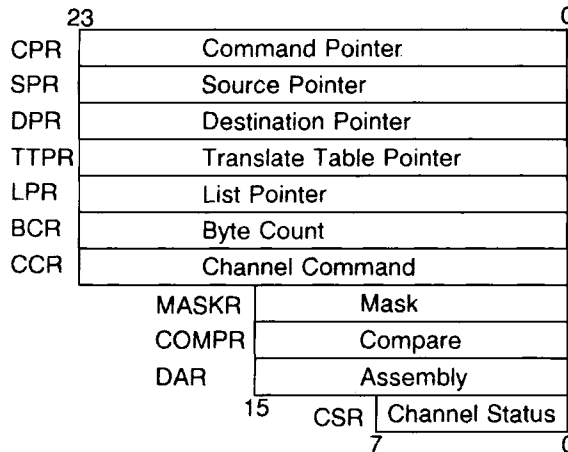 23 0
CPR Command Pointer
SPR Source Pointer
DPR Destination Pointer
TTPR Translate Table Pointer
LPR List Pointer
BCR Byte Count
CCR Channel Command
MASKR Mask
COMPR Compare
DAR Assembly
15 CSR Channel Status
7 0